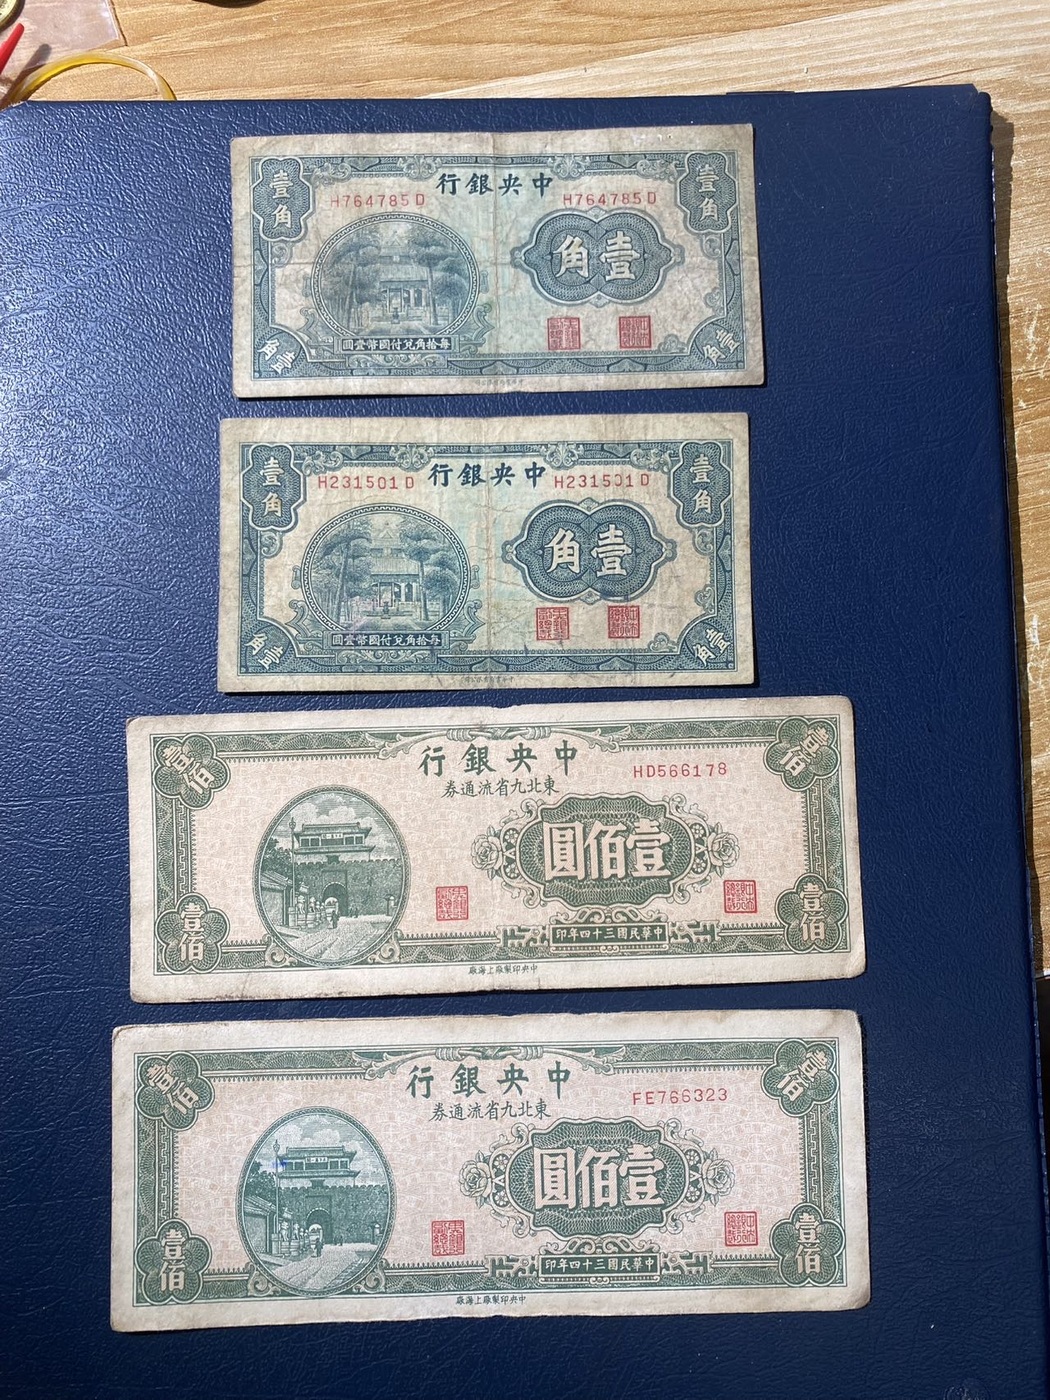 壹角
中央銀行
壹角
H764785D
H764785D
壹角
每拾角兌付國幣壹圓
壹角
壹角
壹角
中央銀行
壹角
H231501D
H231501D
壹角
每拾角兌付國幣壹圓
壹角
壹角
壹佰
中央銀行
壹佰
HD566178
東北九省流通券
壹佰圓
壹佰
壹佰
中華民國三十四年印
中央印製廠上海廠
壹佰
中央銀行
壹佰
FE766323
東北九省流通券
壹佰圓
壹佰
壹佰
中華民國三十四年印
中央印製廠上海廠